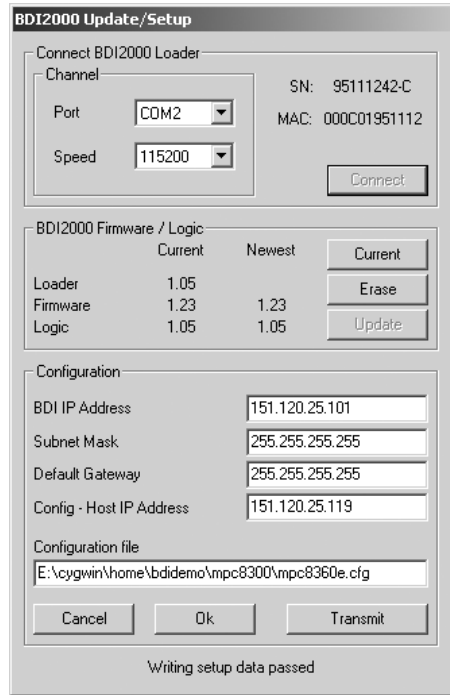 BDI2000 Update/Setup
Connect BDI2000 Loader
Channel
SN: 95111242-C
Port COM2
MAC: 000C01951112
Speed 115200
Connect
BDI2000 Firmware / Logic
Current Newest Current
Loader 1.05 Erase
Firmware 1.23 1.23
Logic 1.05 1.05 Update
Configuration
BDI IP Address 151.120.25.101
Subnet Mask 255.255.255.255
Default Gateway 255.255.255.255
Config - Host IP Address 151.120.25.119
Configuration file
E:\cygwin\home\bdidemo\mpc8300\mpc8360e.cfg
Cancel Ok Transmit
Writing setup data passed